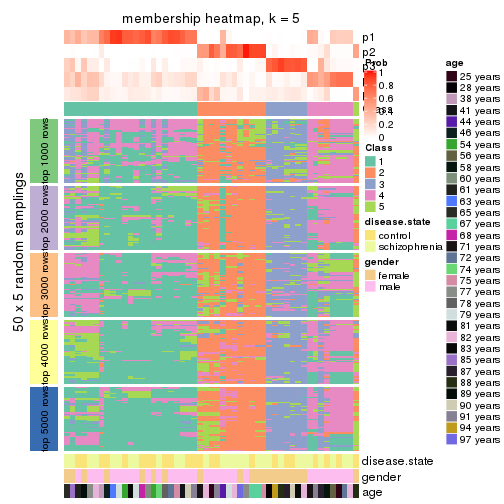 membership heatmap, k = 5
p1
p2
p3
Prob
1
0.8
0.6
0.4
0.2
0
Class
1
2
3
4
5
disease.state
control
schizophrenia
gender
female
male
age
25 years
28 years
38 years
41 years
44 years
46 years
54 years
56 years
58 years
60 years
61 years
63 years
65 years
67 years
68 years
71 years
72 years
74 years
75 years
77 years
78 years
79 years
81 years
82 years
83 years
85 years
87 years
88 years
89 years
90 years
91 years
94 years
97 years
50 x 5 random samplings
top 1000 rows
top 2000 rows
top 3000 rows
top 4000 rows
top 5000 rows
disease.state
gender
age